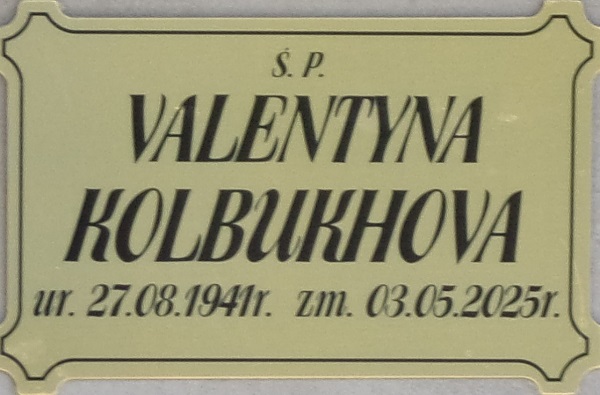 Ś. P.
VALENTYNA
KOLBUKHOVA
ur. 27.08.1941r. zm. 03.05.2025r.